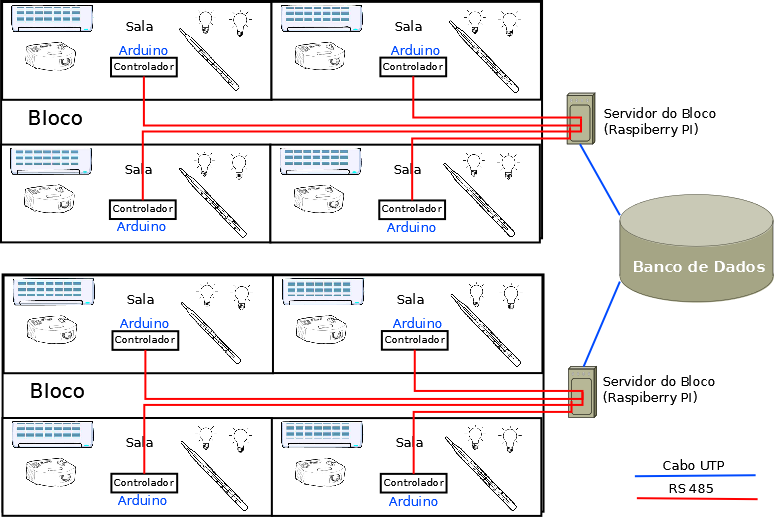 Sala
Arduino
Controlador
Sala
Arduino
Controlador
Bloco
Servidor do Bloco
(Raspiberry PI)
Sala
Controlador
Arduino
Sala
Controlador
Arduino
Banco de Dados
Sala
Arduino
Controlador
Sala
Arduino
Controlador
Bloco
Servidor do Bloco
(Raspiberry PI)
Sala
Controlador
Arduino
Sala
Controlador
Arduino
Cabo UTP
RS 485